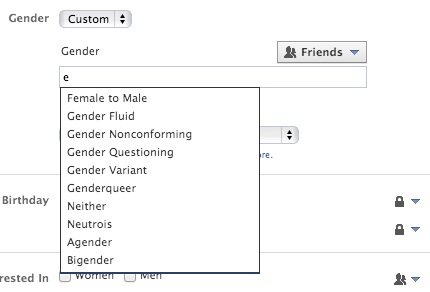 Gender Custom
Gender Friends
e
Female to Male
Gender Fluid
Gender Nonconforming
Gender Questioning
Gender Variant
Genderqueer
Neither
Neutrois
Agender
Bigender
ore.
Birthday
rested In Women Men